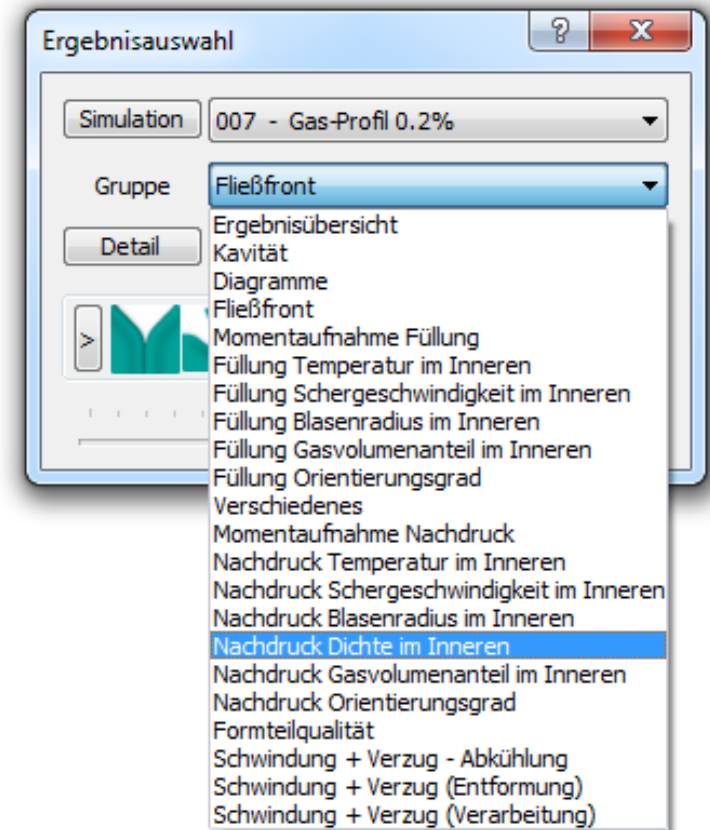 Ergebnisauswahl
Simulation 007 - Gas-Profil 0.2%
Gruppe Fließfront
Detail
Ergebnisübersicht
Kavität
Diagramme
Fließfront
Momentaufnahme Füllung
Füllung Temperatur im Inneren
Füllung Schergeschwindigkeit im Inneren
Füllung Blasenradius im Inneren
Füllung Gasvolumenanteil im Inneren
Füllung Orientierungsgrad
Verschiedenes
Momentaufnahme Nachdruck
Nachdruck Temperatur im Inneren
Nachdruck Schergeschwindigkeit im Inneren
Nachdruck Blasenradius im Inneren
Nachdruck Dichte im Inneren
Nachdruck Gasvolumenanteil im Inneren
Nachdruck Orientierungsgrad
Formteilqualität
Schwindung + Verzug - Abkühlung
Schwindung + Verzug (Entformung)
Schwindung + Verzug (Verarbeitung)
>